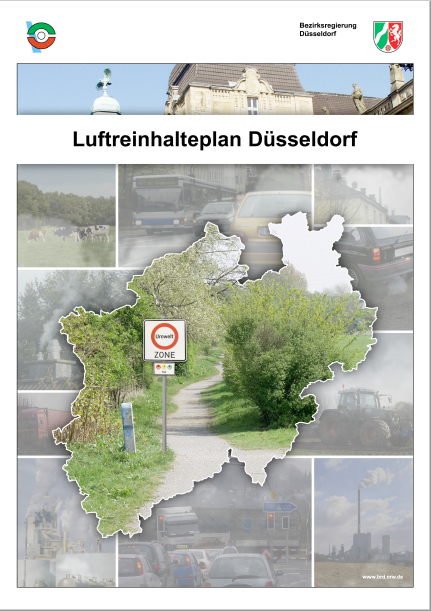 Bezirksregierung
Düsseldorf
Luftreinhalteplan Düsseldorf
Umwelt
ZONE
www.brd.nrw.de